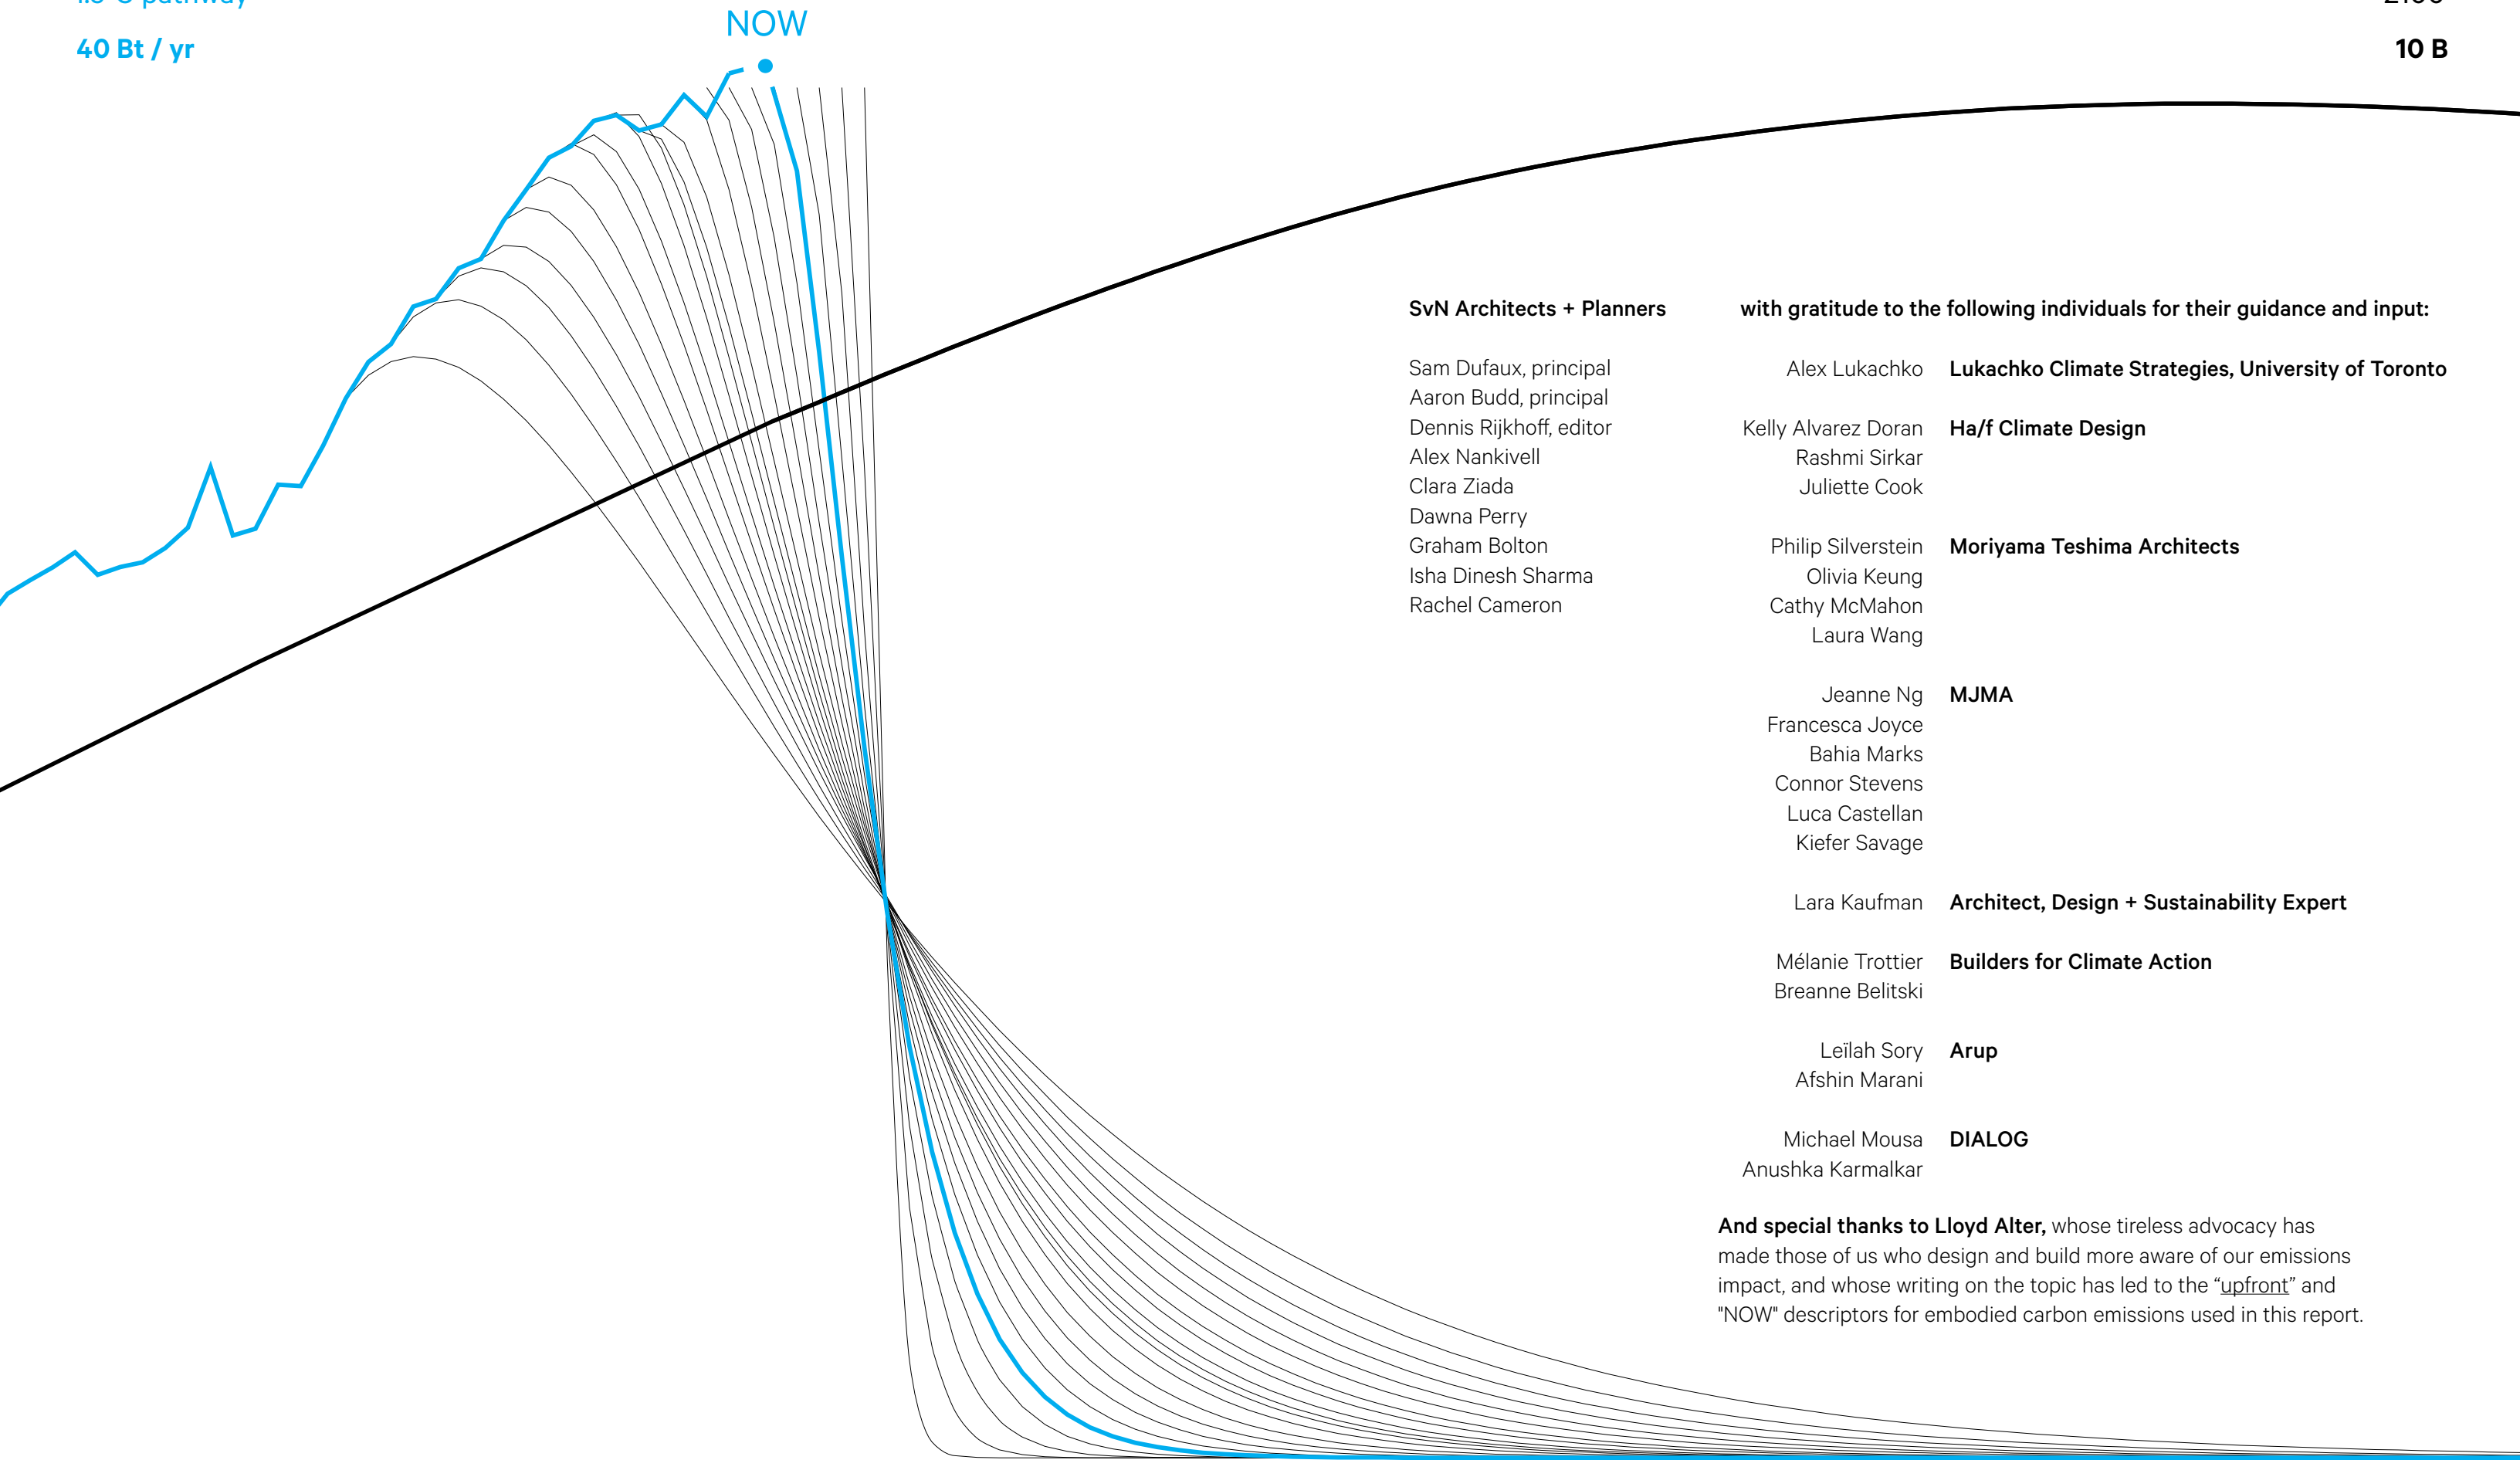 40 Bt / yr
NOW
10 B
SvN Architects + Planners
Sam Dufaux, principal
Aaron Budd, principal
Dennis Rijkhoff, editor
Alex Nankivell
Clara Ziada
Dawna Perry
Graham Bolton
Isha Dinesh Sharma
Rachel Cameron
with gratitude to the following individuals for their guidance and input:
Alex Lukachko Lukachko Climate Strategies, University of Toronto
Kelly Alvarez Doran Ha/f Climate Design
Rashmi Sirkar
Juliette Cook
Philip Silverstein Moriyama Teshima Architects
Olivia Keung
Cathy McMahon
Laura Wang
Jeanne Ng MJMA
Francesca Joyce
Bahia Marks
Connor Stevens
Luca Castellan
Kiefer Savage
Lara Kaufman Architect, Design + Sustainability Expert
Mélanie Trottier Builders for Climate Action
Breanne Belitski
Leïlah Sory Arup
Afshin Marani
Michael Mousa DIALOG
Anushka Karmalkar
And special thanks to Lloyd Alter, whose tireless advocacy has
made those of us who design and build more aware of our emissions
impact, and whose writing on the topic has led to the “upfront” and
"NOW" descriptors for embodied carbon emissions used in this report.